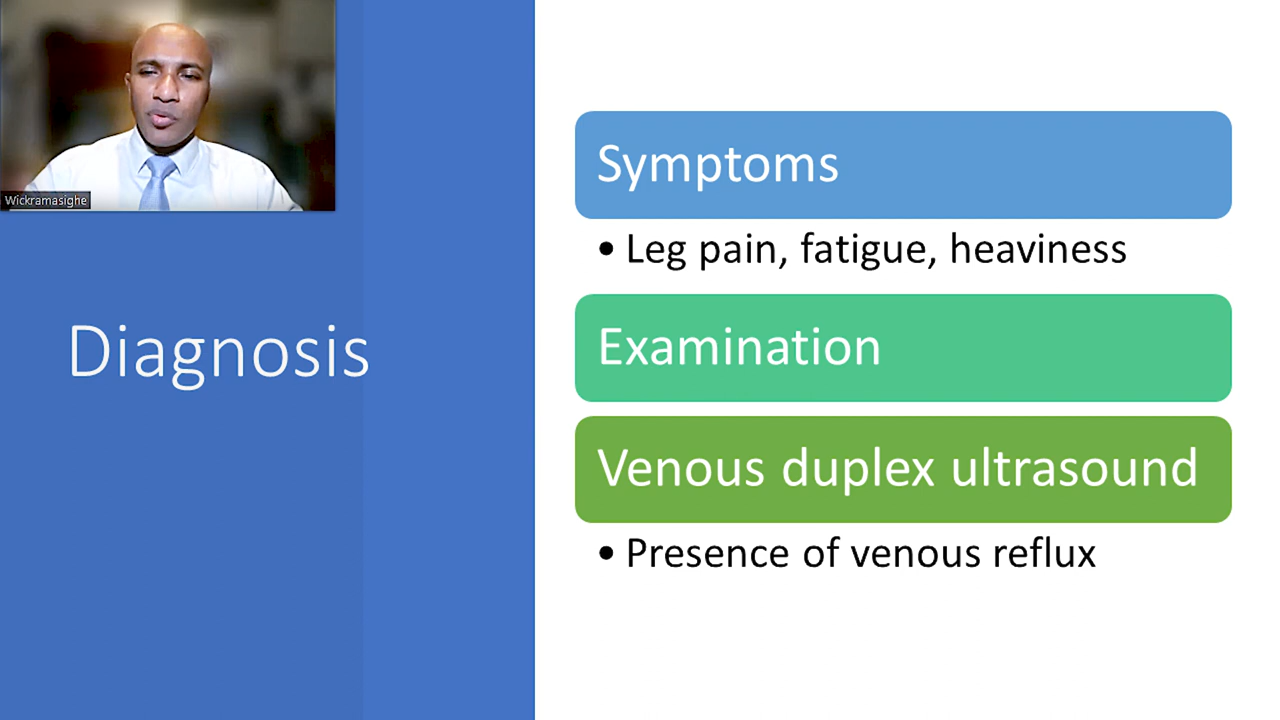 Wickramasighe
Diagnosis
Symptoms
• Leg pain, fatigue, heaviness
Examination
Venous duplex ultrasound
• Presence of venous reflux